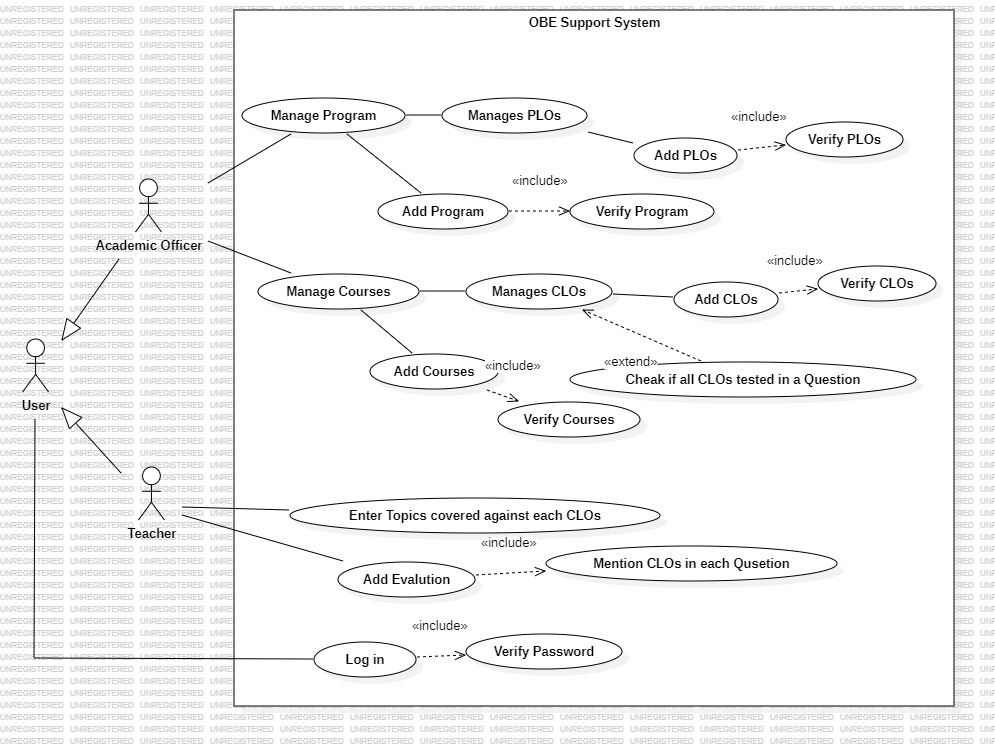 OBE Support System
Manage Program
Manages PLOs
«include»
Verify PLOs
Add PLOs
«include»
Add Program
Verify Program
Academic Officer
«include»
Manage Courses
Manages CLOs
Add CLOs
Verify CLOs
Add Courses
«include»
«extend»
Cheak if all CLOs tested in a Question
User
Verify Courses
Teacher
Enter Topics covered against each CLOs
«include»
Add Evalution
Mention CLOs in each Qusetion
«include»
Log in
Verify Password
UNREGISTERED